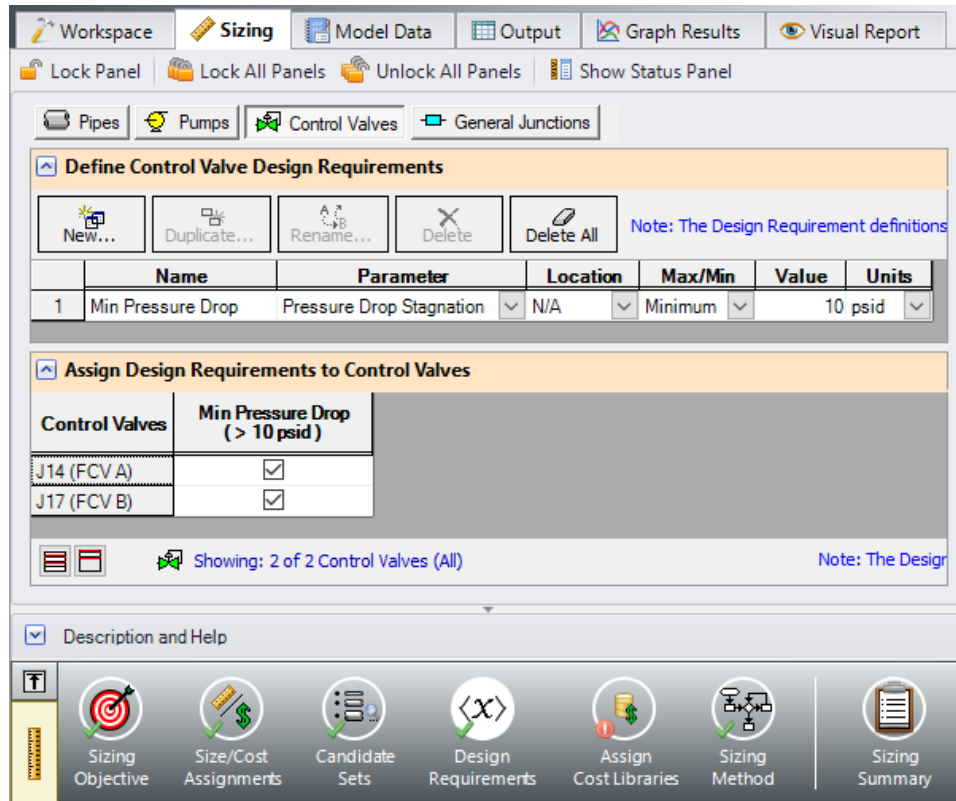 Workspace Sizing Model Data Output Graph Results Visual Report
Lock Panel Lock All Panels Unlock All Panels Show Status Panel
Pipes Pumps Control Valves General Junctions
Define Control Valve Design Requirements
New... Duplicate... Rename... Delete Delete All Note: The Design Requirement definitions
Name Parameter Location Max/Min Value Units
1 Min Pressure Drop Pressure Drop Stagnation N/A Minimum 10 psid
Assign Design Requirements to Control Valves
Control Valves Min Pressure Drop
( > 10 psid )
J14 (FCV A)
J17 (FCV B)
Showing: 2 of 2 Control Valves (All) Note: The Design
Description and Help
Sizing Objective
Size/Cost Assignments
Candidate Sets
⟨x⟩
Design Requirements
Assign Cost Libraries
Sizing Method
Sizing Summary